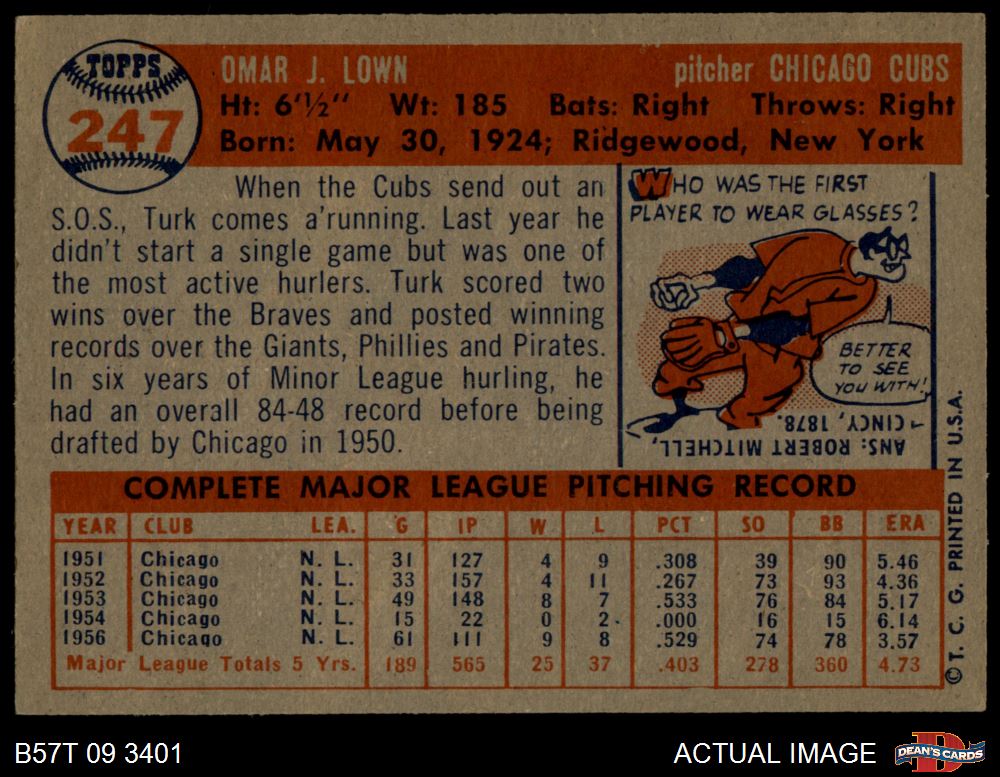 TOPPS
247
OMAR J. LOWN pitcher CHICAGO CUBS
Ht: 6'½" Wt: 185 Bats: Right Throws: Right
Born: May 30, 1924; Ridgewood, New York
When the Cubs send out an
S.O.S., Turk comes a'running. Last year he
didn't start a single game but was one of
the most active hurlers. Turk scored two
wins over the Braves and posted winning
records over the Giants, Phillies and Pirates.
In six years of Minor League hurling, he
had an overall 84-48 record before being
drafted by Chicago in 1950.
WHO WAS THE FIRST
PLAYER TO WEAR GLASSES?
BETTER
TO SEE
YOU WITH!
ANS: ROBERT MITCHELL,
CINCY, 1878.
COMPLETE MAJOR LEAGUE PITCHING RECORD
YEAR CLUB LEA. G IP W L PCT SO BB ERA
1951 Chicago N. L. 31 127 4 9 .308 39 90 5.46
1952 Chicago N. L. 33 157 4 11 .267 73 93 4.36
1953 Chicago N. L. 49 148 8 7 .533 76 84 5.17
1954 Chicago N. L. 15 22 0 2 .000 16 15 6.14
1956 Chicago N. L. 61 111 9 8 .529 74 78 3.57
Major League Totals 5 Yrs. 189 565 25 37 .403 278 360 4.73
© T. C. G. PRINTED IN U.S.A.
B57T 09 3401 ACTUAL IMAGE
DEAN'S CARDS